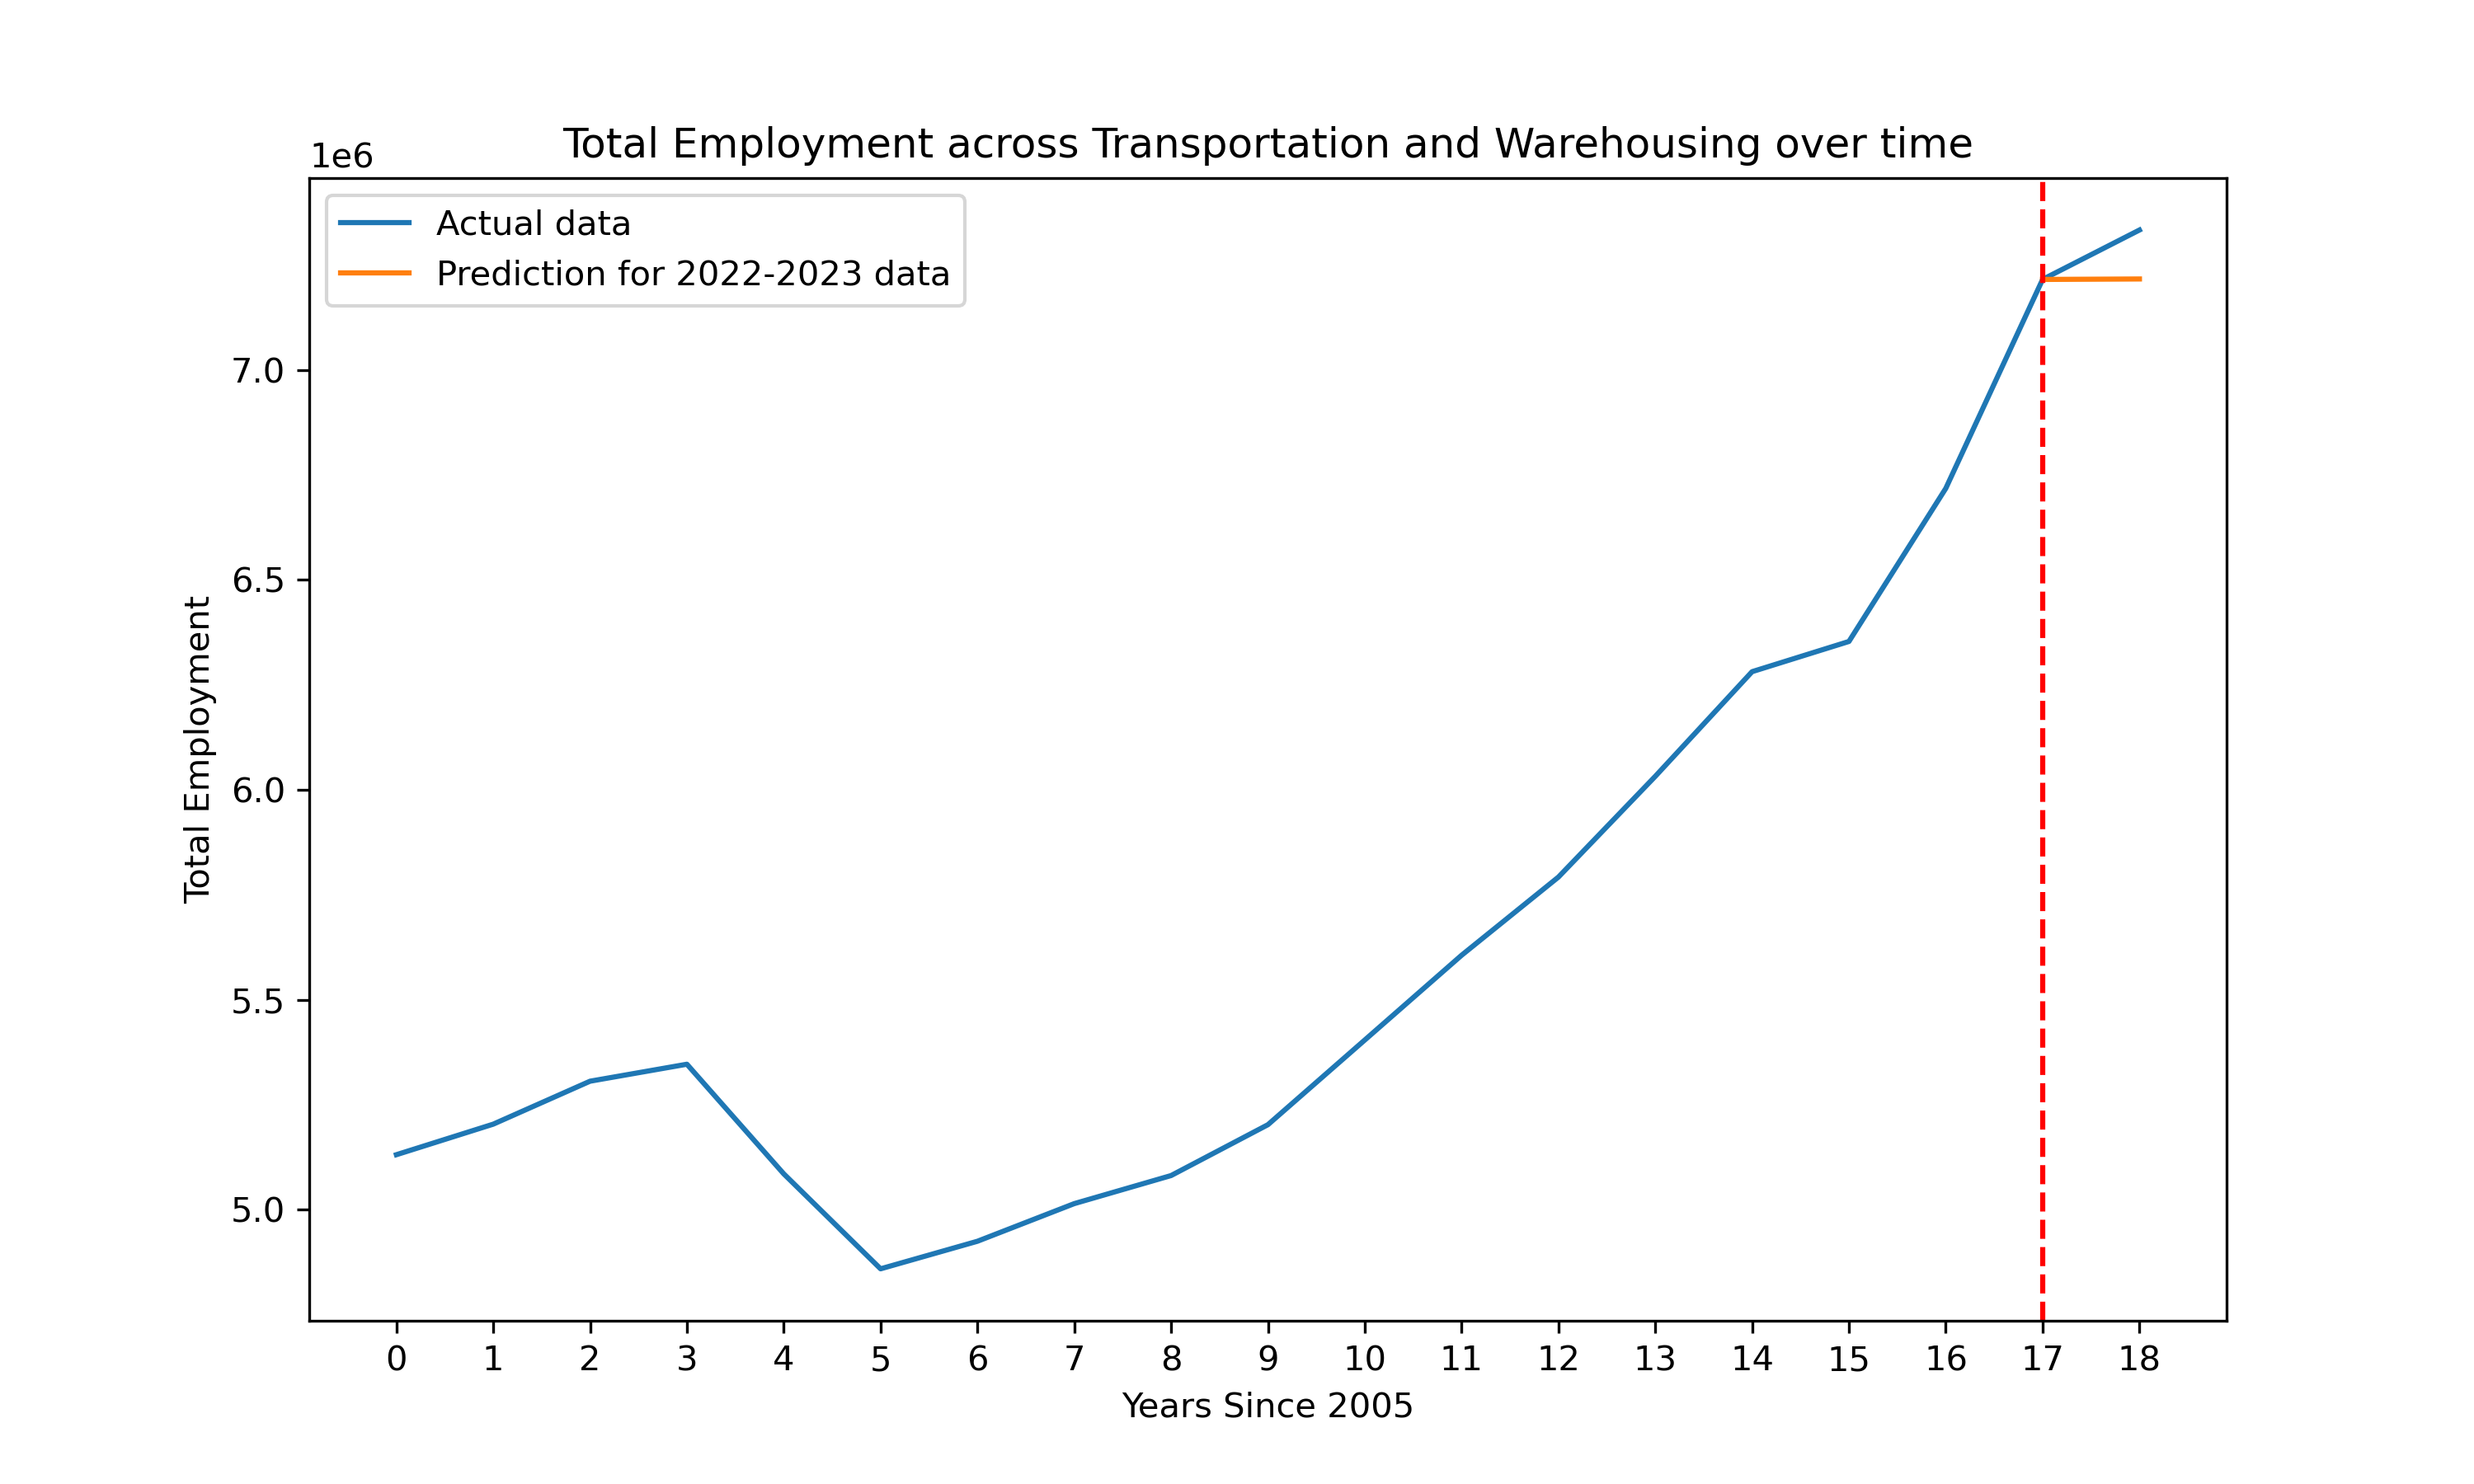 Total Employment across Transportation and Warehousing over time
1e6
Actual data
Prediction for 2022-2023 data
7.0
6.5
6.0
5.5
5.0
Total Employment
0 1 2 3 4 5 6 7 8 9 10 11 12 13 14 15 16 17 18
Years Since 2005